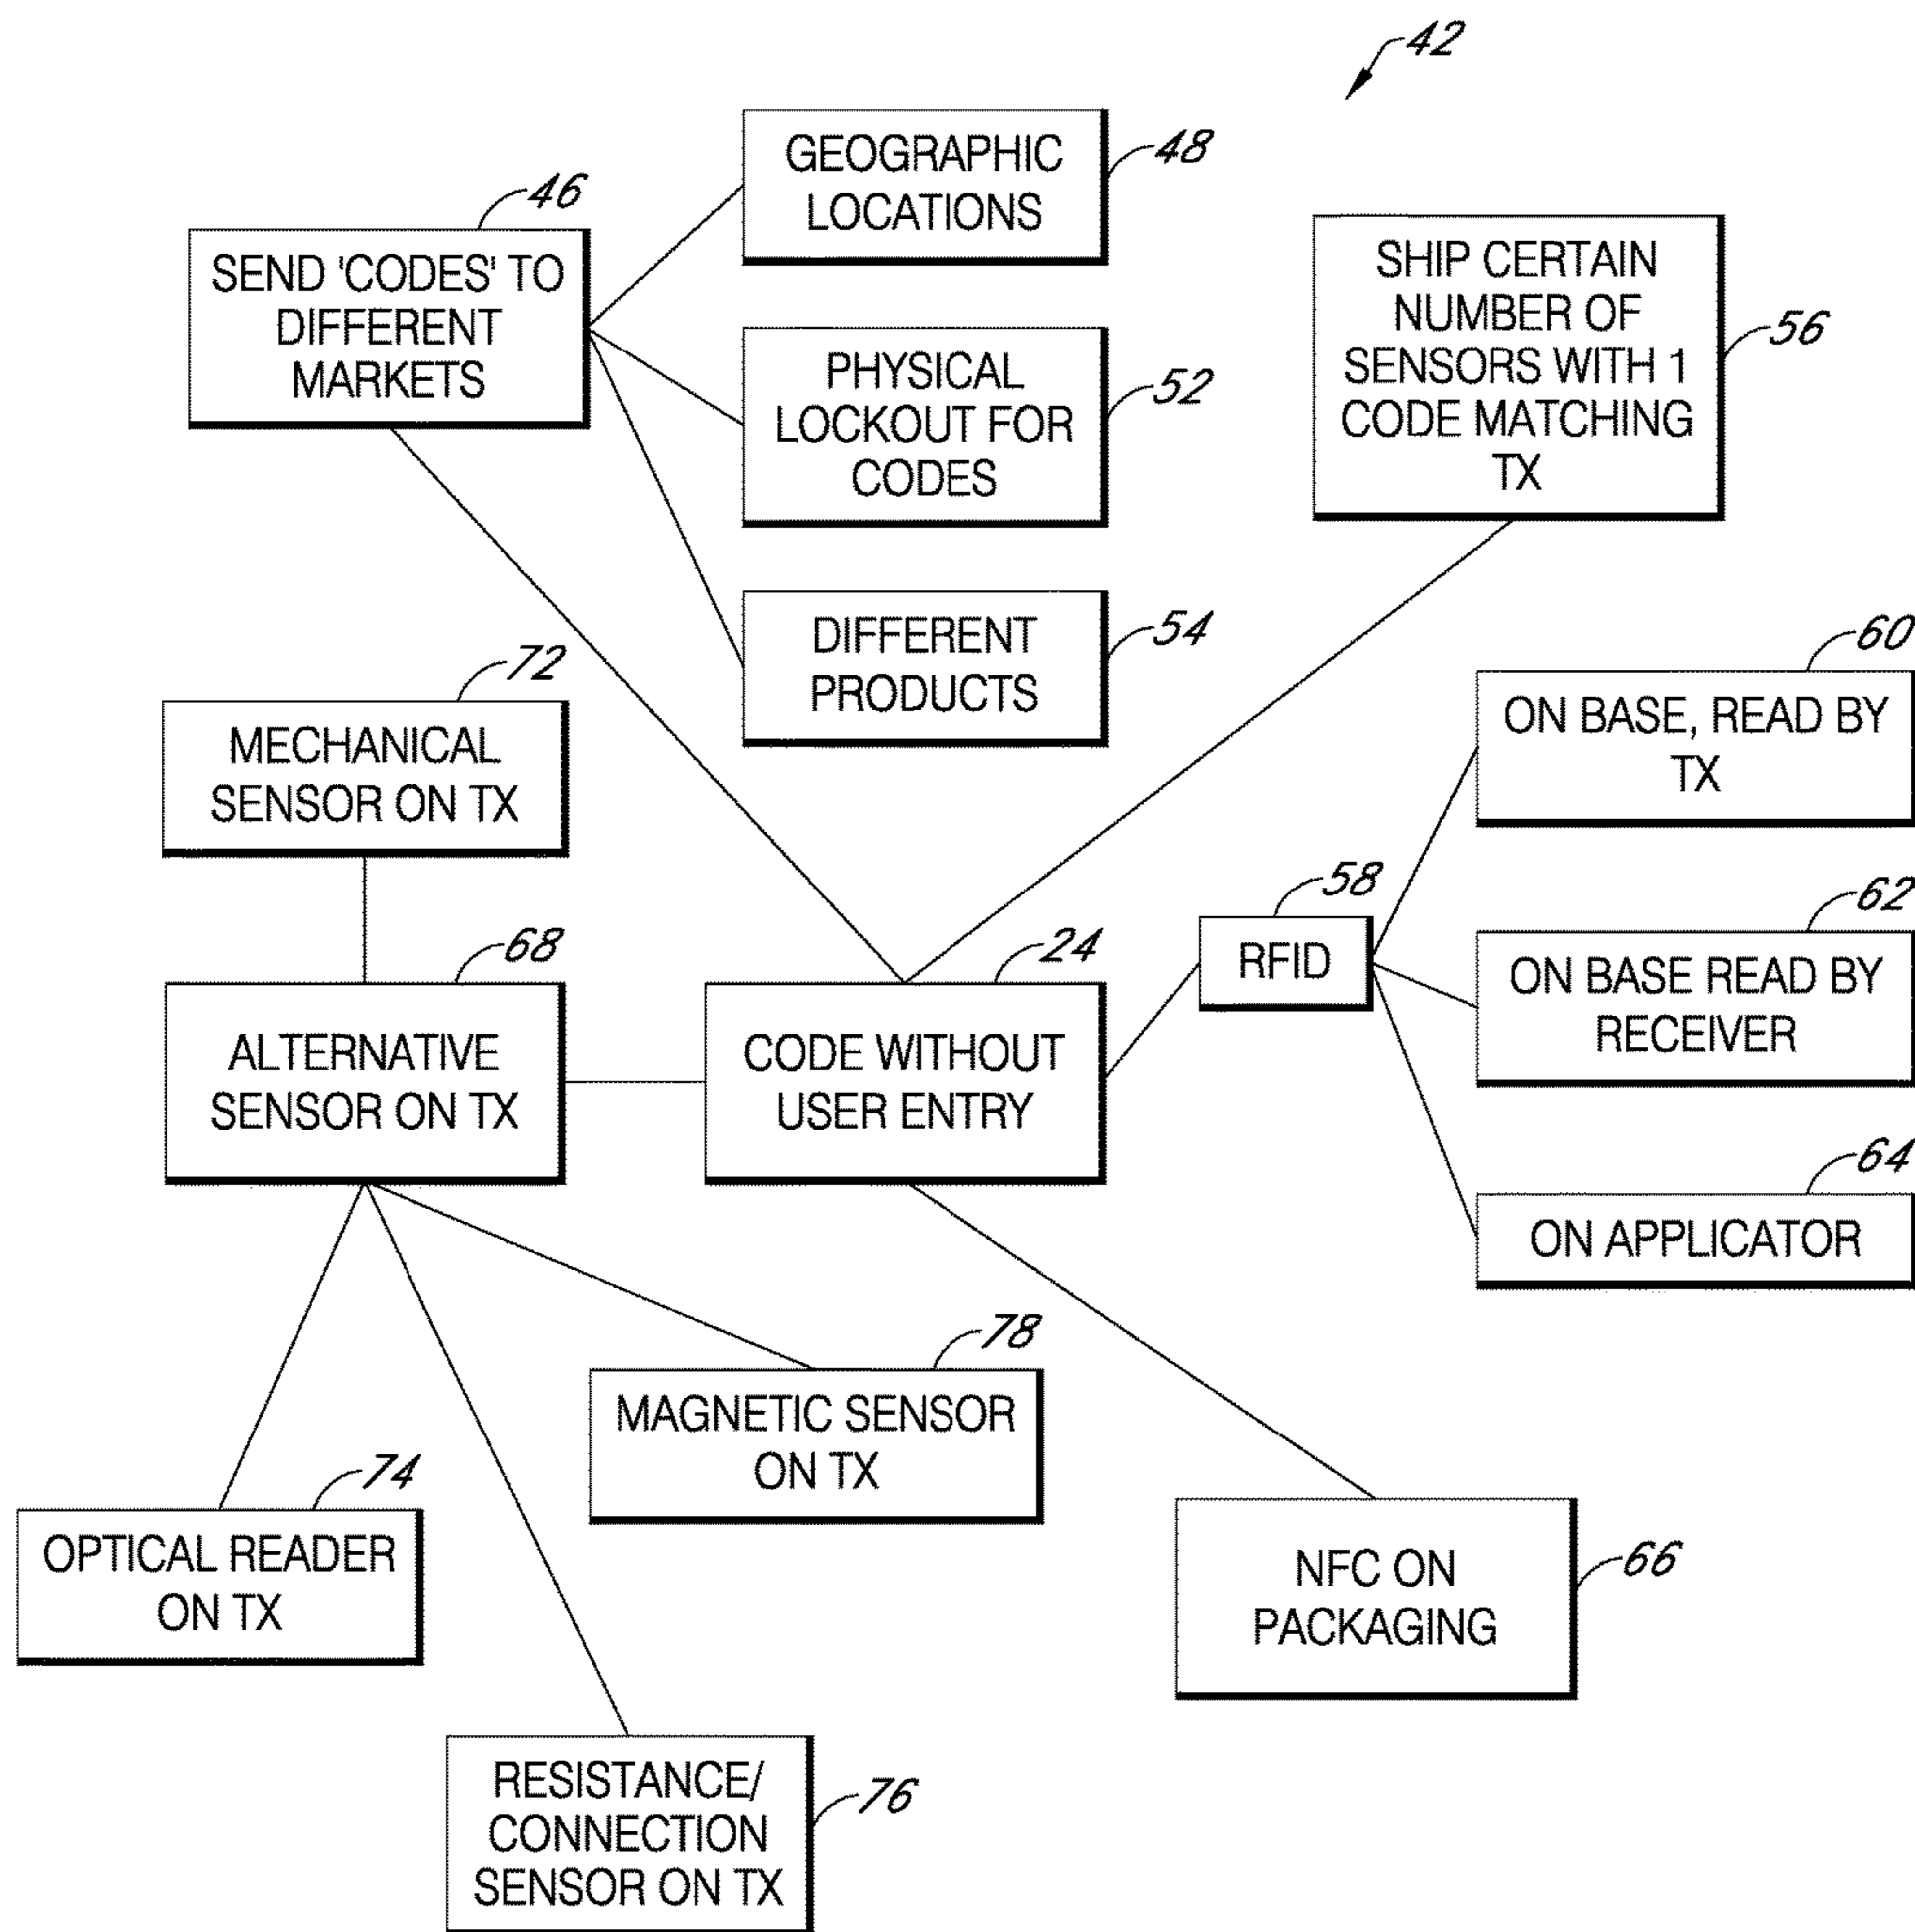 42
48
GEOGRAPHIC
LOCATIONS
46
SEND 'CODES' TO
DIFFERENT
MARKETS
56
SHIP CERTAIN
NUMBER OF
SENSORS WITH 1
CODE MATCHING
TX
52
PHYSICAL
LOCKOUT FOR
CODES
54
DIFFERENT
PRODUCTS
60
ON BASE, READ BY
TX
72
MECHANICAL
SENSOR ON TX
58
RFID
62
ON BASE READ BY
RECEIVER
68
ALTERNATIVE
SENSOR ON TX
24
CODE WITHOUT
USER ENTRY
64
ON APPLICATOR
78
MAGNETIC SENSOR
ON TX
74
OPTICAL READER
ON TX
66
NFC ON
PACKAGING
76
RESISTANCE/
CONNECTION
SENSOR ON TX